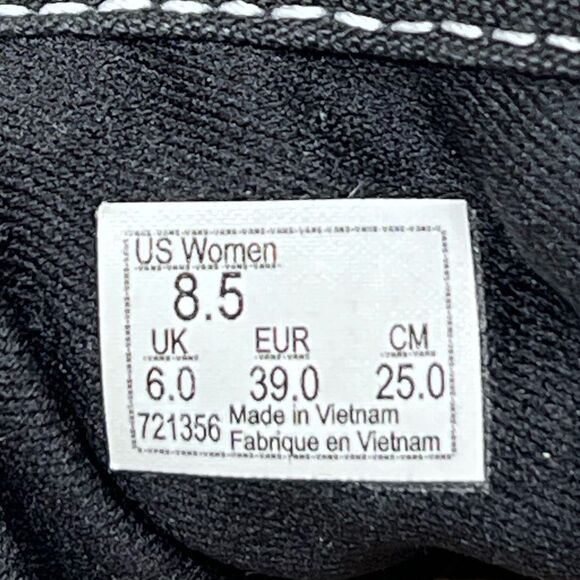 US Women
8.5
UK EUR CM
6.0 39.0 25.0
721356 Made in Vietnam
Fabrique en Vietnam